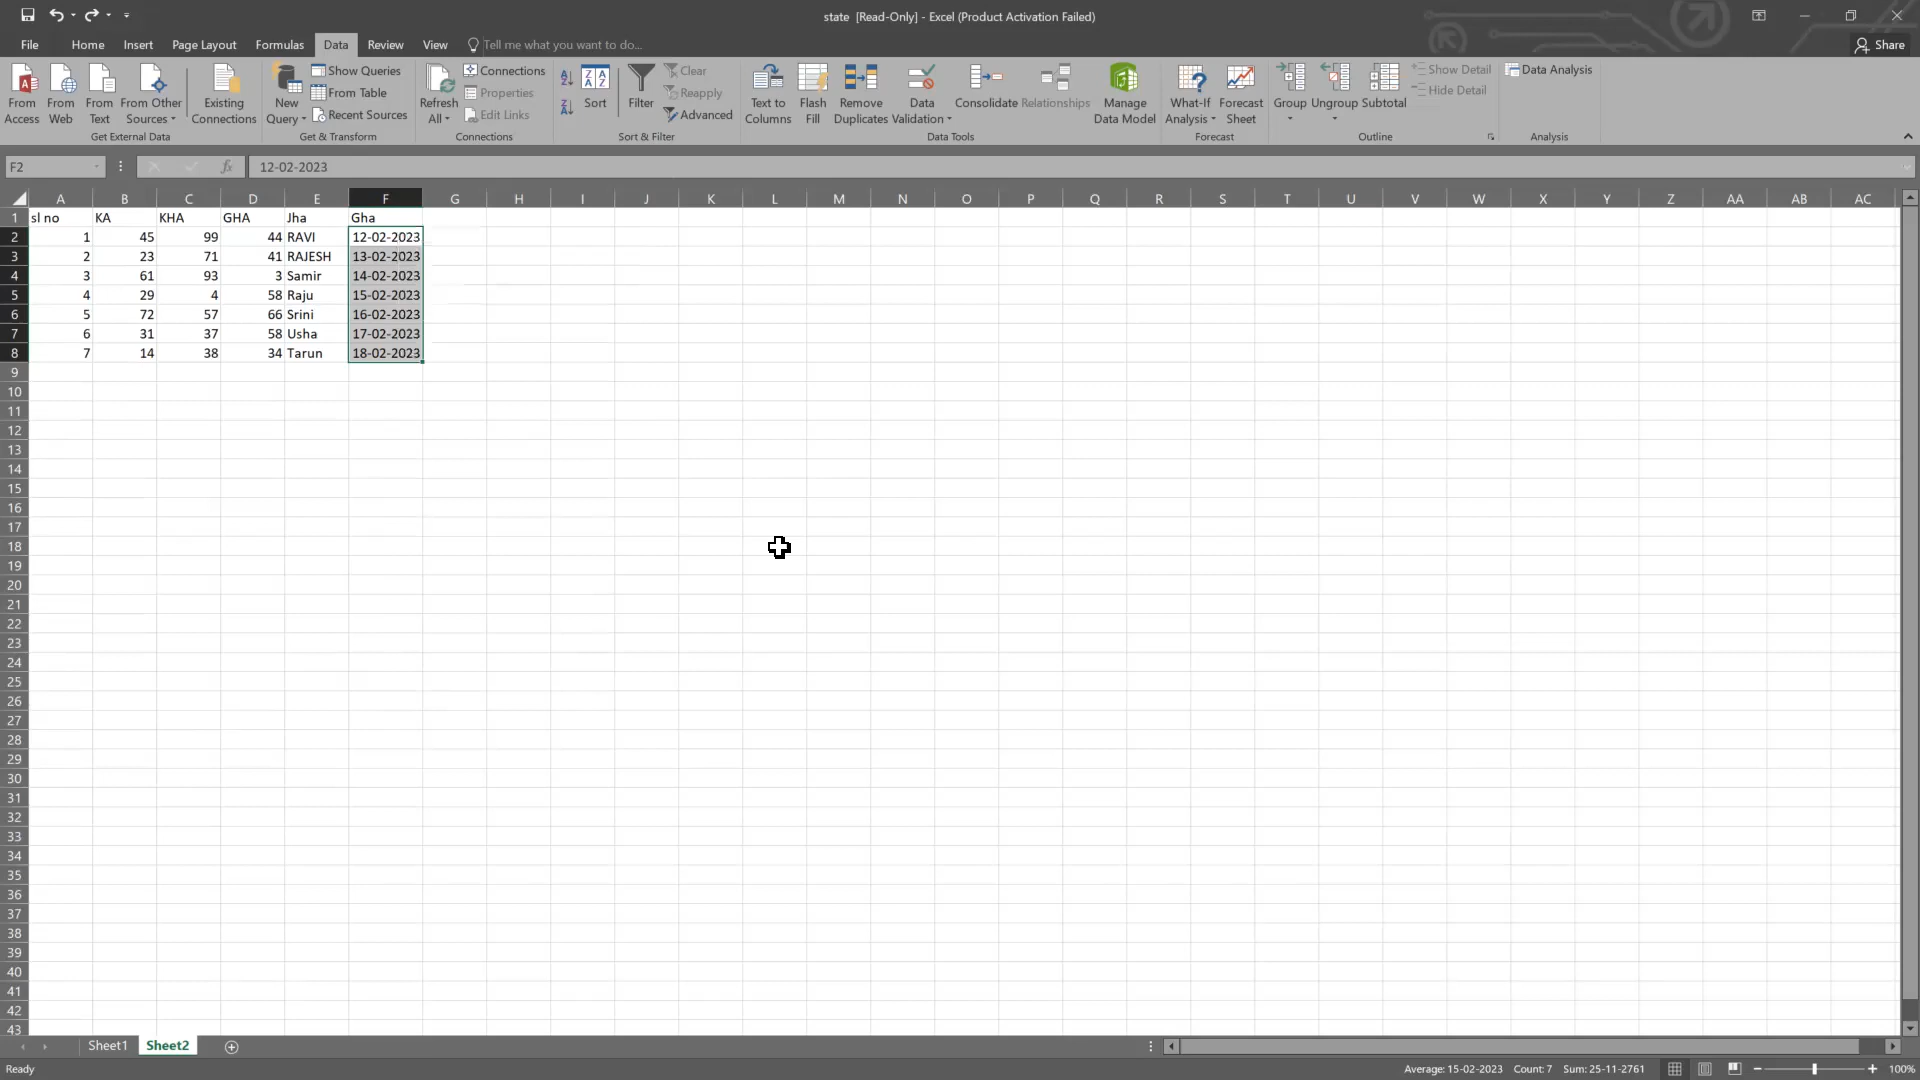 state [Read-Only] - Excel (Product Activation Failed)
File Home Insert Page Layout Formulas Data Review View Tell me what you want to do... Share
From Access
From Web
From Text
From Other Sources
Get External Data
Existing Connections
New Query
Show Queries
From Table
Recent Sources
Get & Transform
Refresh All
Connections
Properties
Edit Links
Connections
Sort
Filter
Clear
Reapply
Advanced
Sort & Filter
Text to Columns
Flash Fill
Remove Duplicates
Data Validation
Consolidate
Relationships
Manage Data Model
Data Tools
What-If Analysis
Forecast Sheet
Forecast
Group
Ungroup
Subtotal
Show Detail
Hide Detail
Outline
Data Analysis
Analysis
F2 fx 12-02-2023
A B C D E F G H I J K L M N O P Q R S T U V W X Y Z AA AB AC
1 sl no KA KHA GHA Jha Gha
2 1 45 99 44 RAVI 12-02-2023
3 2 23 71 41 RAJESH 13-02-2023
4 3 61 93 3 Samir 14-02-2023
5 4 29 4 58 Raju 15-02-2023
6 5 72 57 66 Srini 16-02-2023
7 6 31 37 58 Usha 17-02-2023
8 7 14 38 34 Tarun 18-02-2023
9
10
11
12
13
14
15
16
17
18
19
20
21
22
23
24
25
26
27
28
29
30
31
32
33
34
35
36
37
38
39
40
41
42
43
Sheet1 Sheet2
Ready Average: 15-02-2023 Count: 7 Sum: 25-11-2761 100%